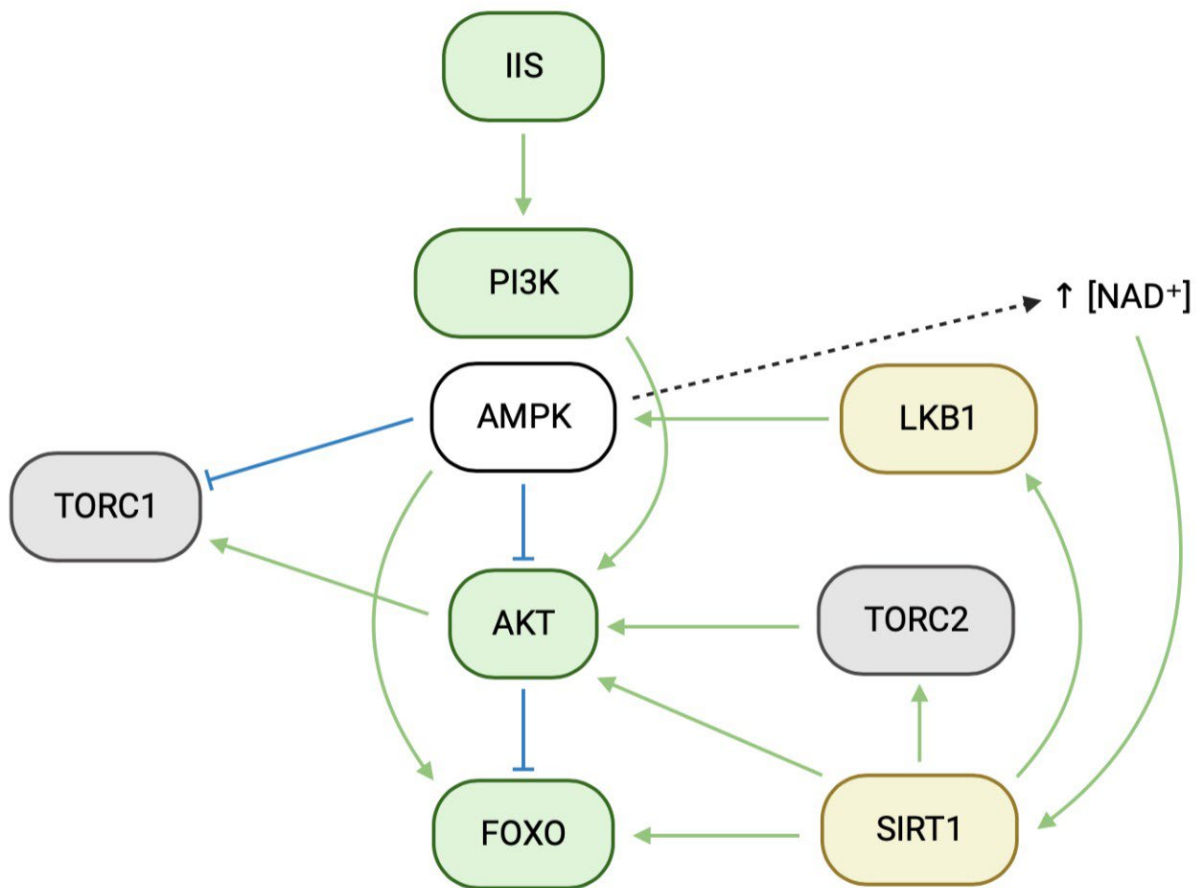 IIS
PI3K
↑ [NAD⁺]
AMPK
LKB1
TORC1
AKT
TORC2
FOXO
SIRT1